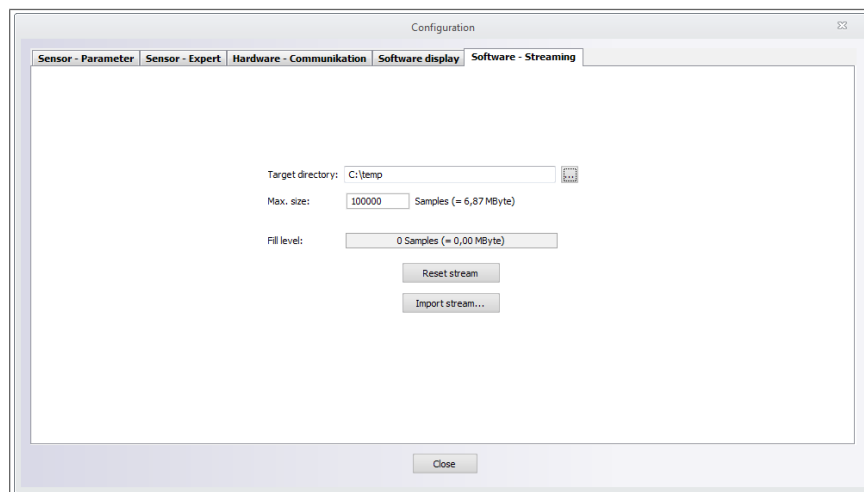 Configuration
Sensor - Parameter Sensor - Expert Hardware - Communikation Software display Software - Streaming
Target directory: C:\temp ...
Max. size: 100000 Samples (= 6,87 MByte)
Fill level: 0 Samples (= 0,00 MByte)
Reset stream
Import stream...
Close